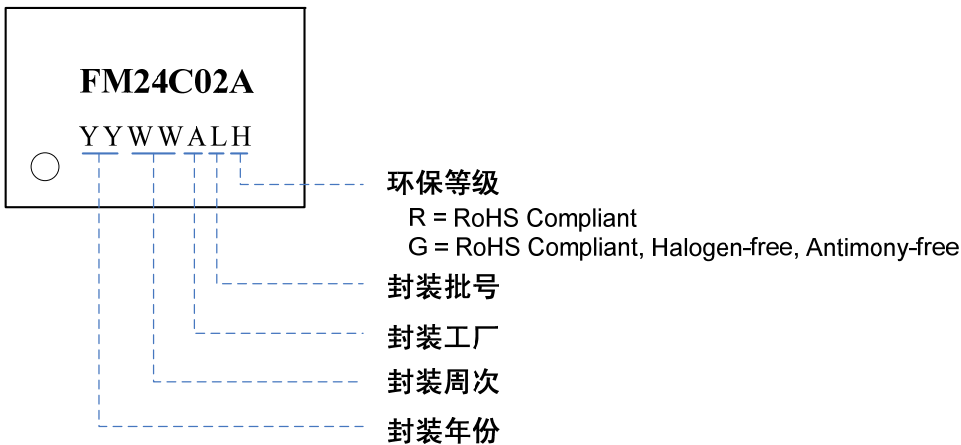 FM24C02A
YYWWALH
环保等级
R = RoHS Compliant
G = RoHS Compliant, Halogen-free, Antimony-free
封装批号
封装工厂
封装周次
封装年份